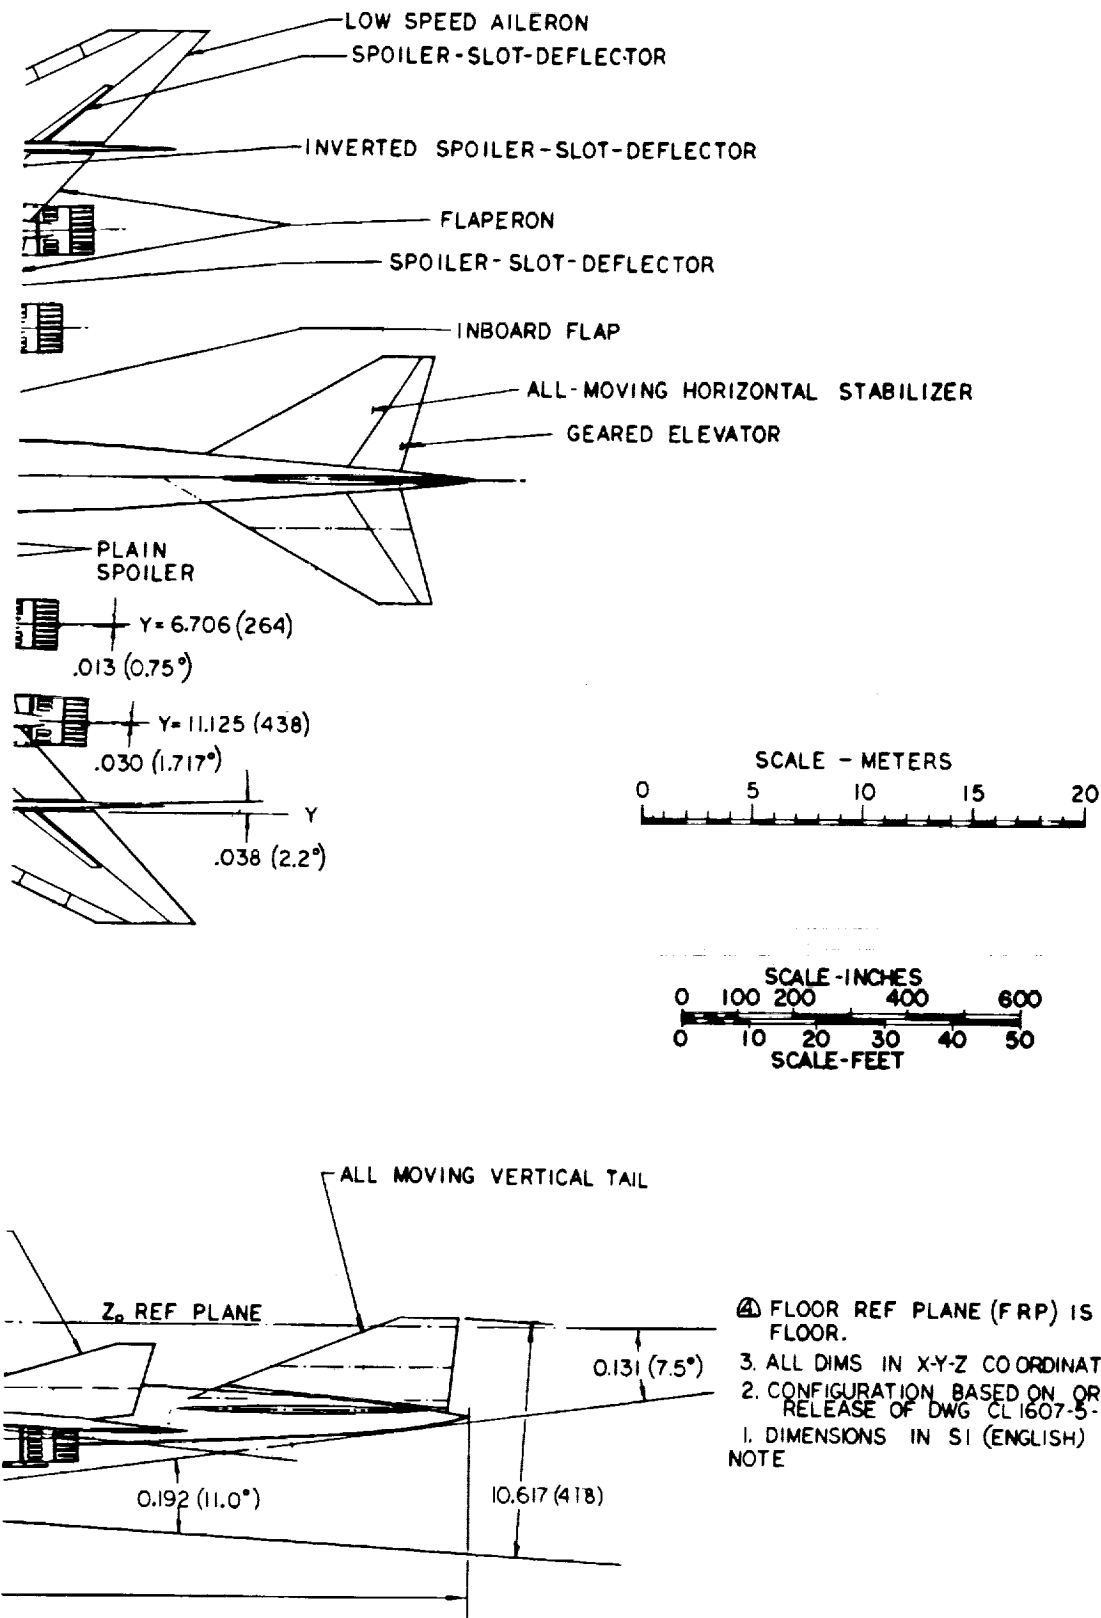 LOW SPEED AILERON
SPOILER-SLOT-DEFLECTOR
INVERTED SPOILER-SLOT-DEFLECTOR
FLAPERON
SPOILER-SLOT-DEFLECTOR
INBOARD FLAP
ALL-MOVING HORIZONTAL STABILIZER
GEARED ELEVATOR
PLAIN
SPOILER
Y=6.706 (264)
.013 (0.75°)
Y=11.125 (438)
.030 (1.717°)
Y
.038 (2.2°)
SCALE - METERS
0 5 10 15 20
SCALE-INCHES
0 100 200 400 600
0 10 20 30 40 50
SCALE-FEET
ALL MOVING VERTICAL TAIL
Z₀ REF PLANE
0.131 (7.5°)
0.192 (11.0°)
10.617 (418)
4 FLOOR REF PLANE (FRP) IS
FLOOR.
3. ALL DIMS IN X-Y-Z COORDINAT
2. CONFIGURATION BASED ON OR
RELEASE OF DWG CL 1607-5-
1. DIMENSIONS IN SI (ENGLISH)
NOTE